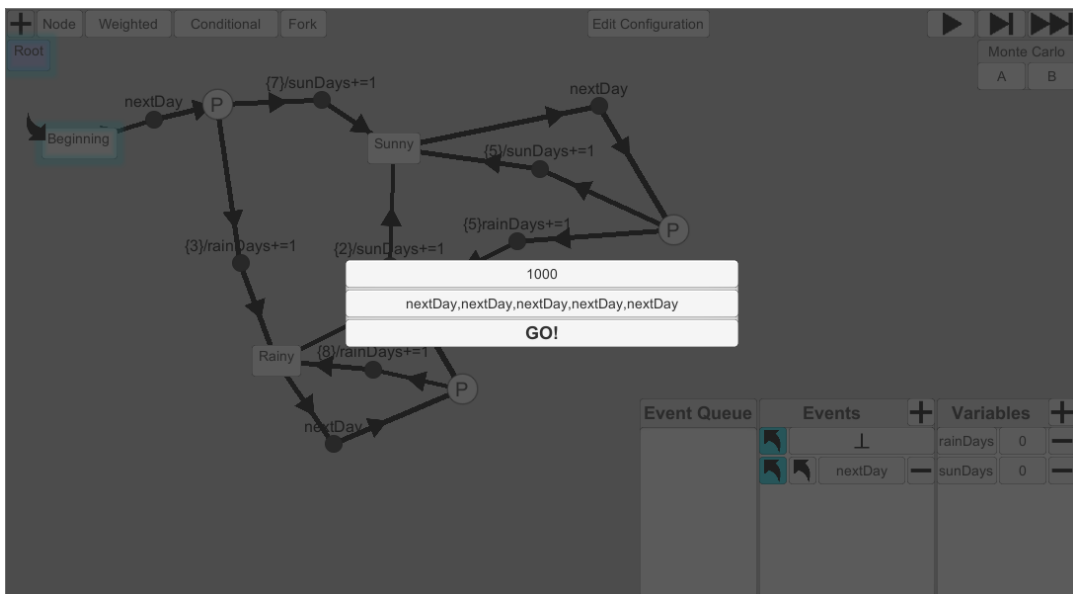 Node Weighted Conditional Fork Edit Configuration
Root Monte Carlo
A B
{7}/sunDays+=1
nextDay
nextDay
P
Beginning
Sunny
{5}/sunDays+=1
P
{5}rainDays+=1
{3}/rainDays+=1
{2}/sunDays+=1
1000
nextDay,nextDay,nextDay,nextDay,nextDay
GO!
Rainy
{8}/rainDays+=1
P
nextDay
Event Queue Events Variables
⊥ rainDays 0
nextDay sunDays 0